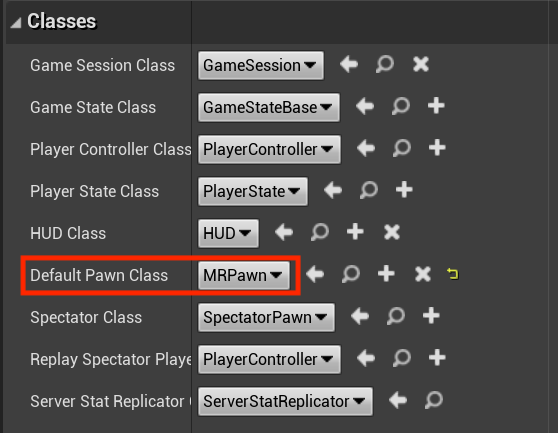 Classes
Game Session Class GameSession
Game State Class GameStateBase
Player Controller Class PlayerController
Player State Class PlayerState
HUD Class HUD
Default Pawn Class MRPawn
Spectator Class SpectatorPawn
Replay Spectator Playe PlayerController
Server Stat Replicator ServerStatReplicator